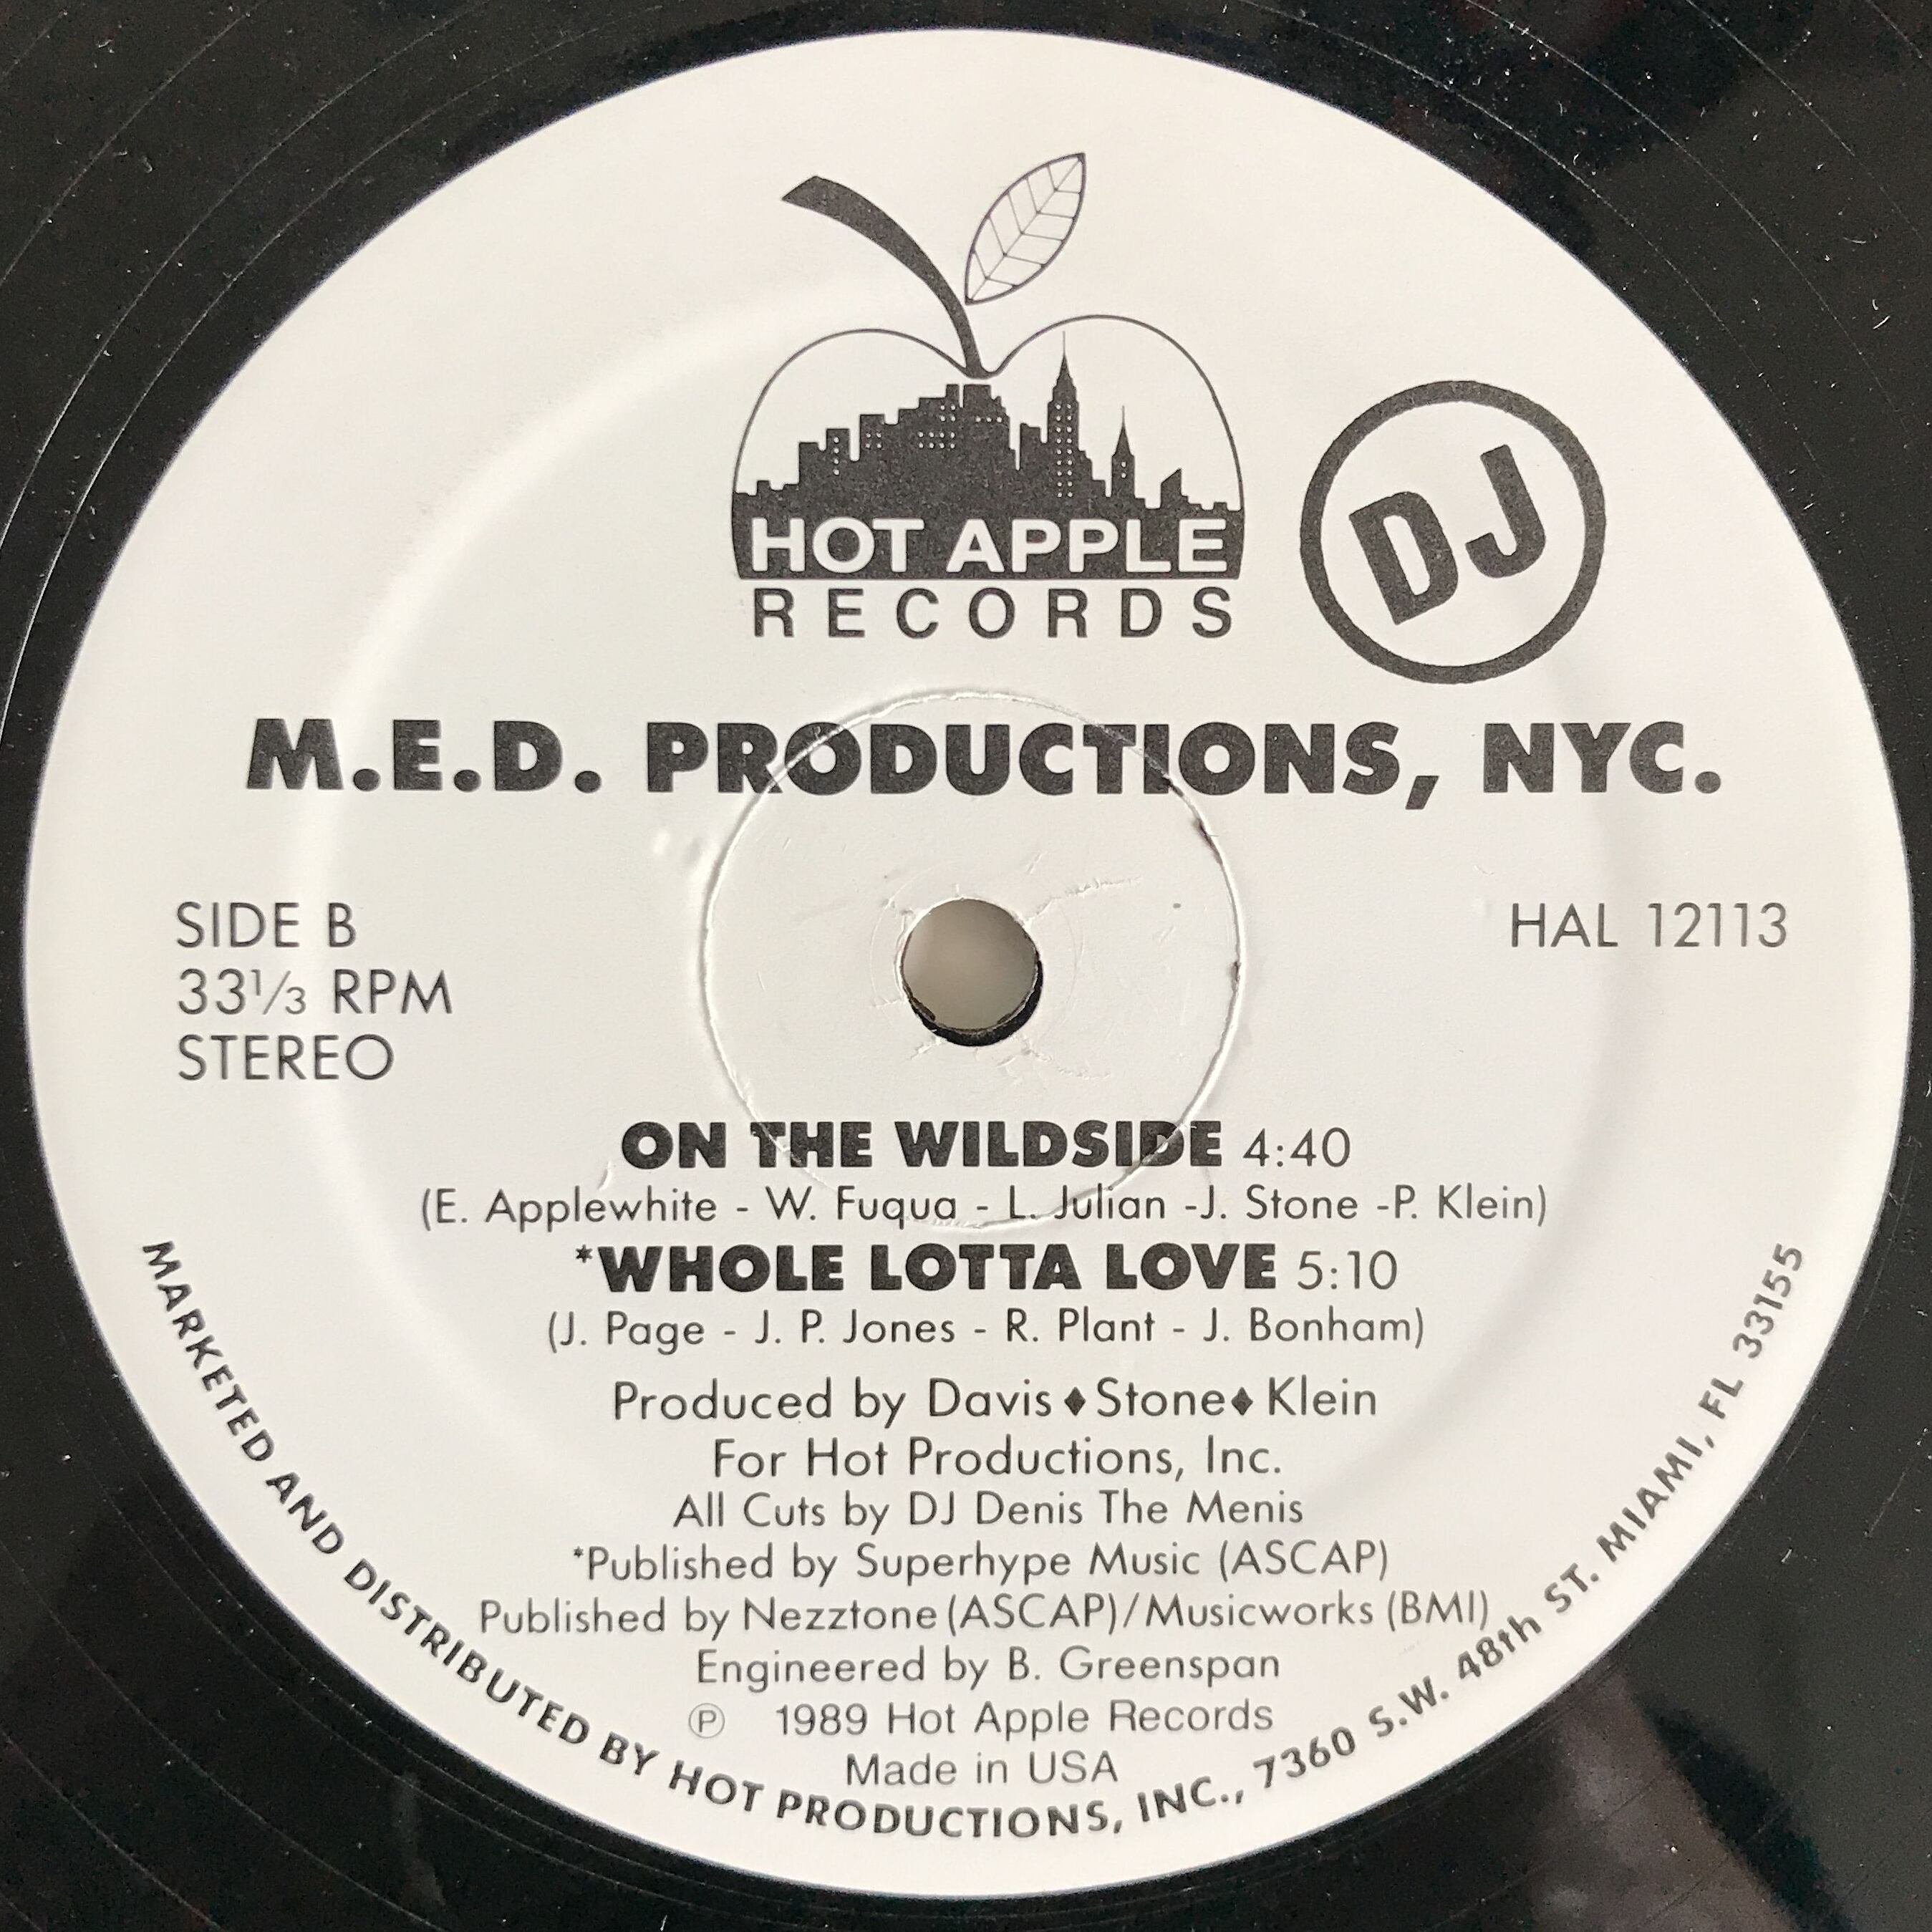 HOT APPLE
RECORDS
DJ
M.E.D. PRODUCTIONS, NYC.
SIDE B
33⅓ RPM
STEREO
HAL 12113
ON THE WILDSIDE 4:40
(E. Applewhite - W. Fuqua - L. Julian -J. Stone -P. Klein)
*WHOLE LOTTA LOVE 5:10
(J. Page - J. P. Jones - R. Plant - J. Bonham)
Produced by Davis♦Stone♦Klein
For Hot Productions, Inc.
All Cuts by DJ Denis The Menis
*Published by Superhype Music (ASCAP)
Published by Nezztone (ASCAP)/Musicworks (BMI)
Engineered by B. Greenspan
℗ 1989 Hot Apple Records
Made in USA
MARKETED AND DISTRIBUTED BY HOT PRODUCTIONS, INC., 7360 S.W. 48th ST. MIAMI, FL 33155